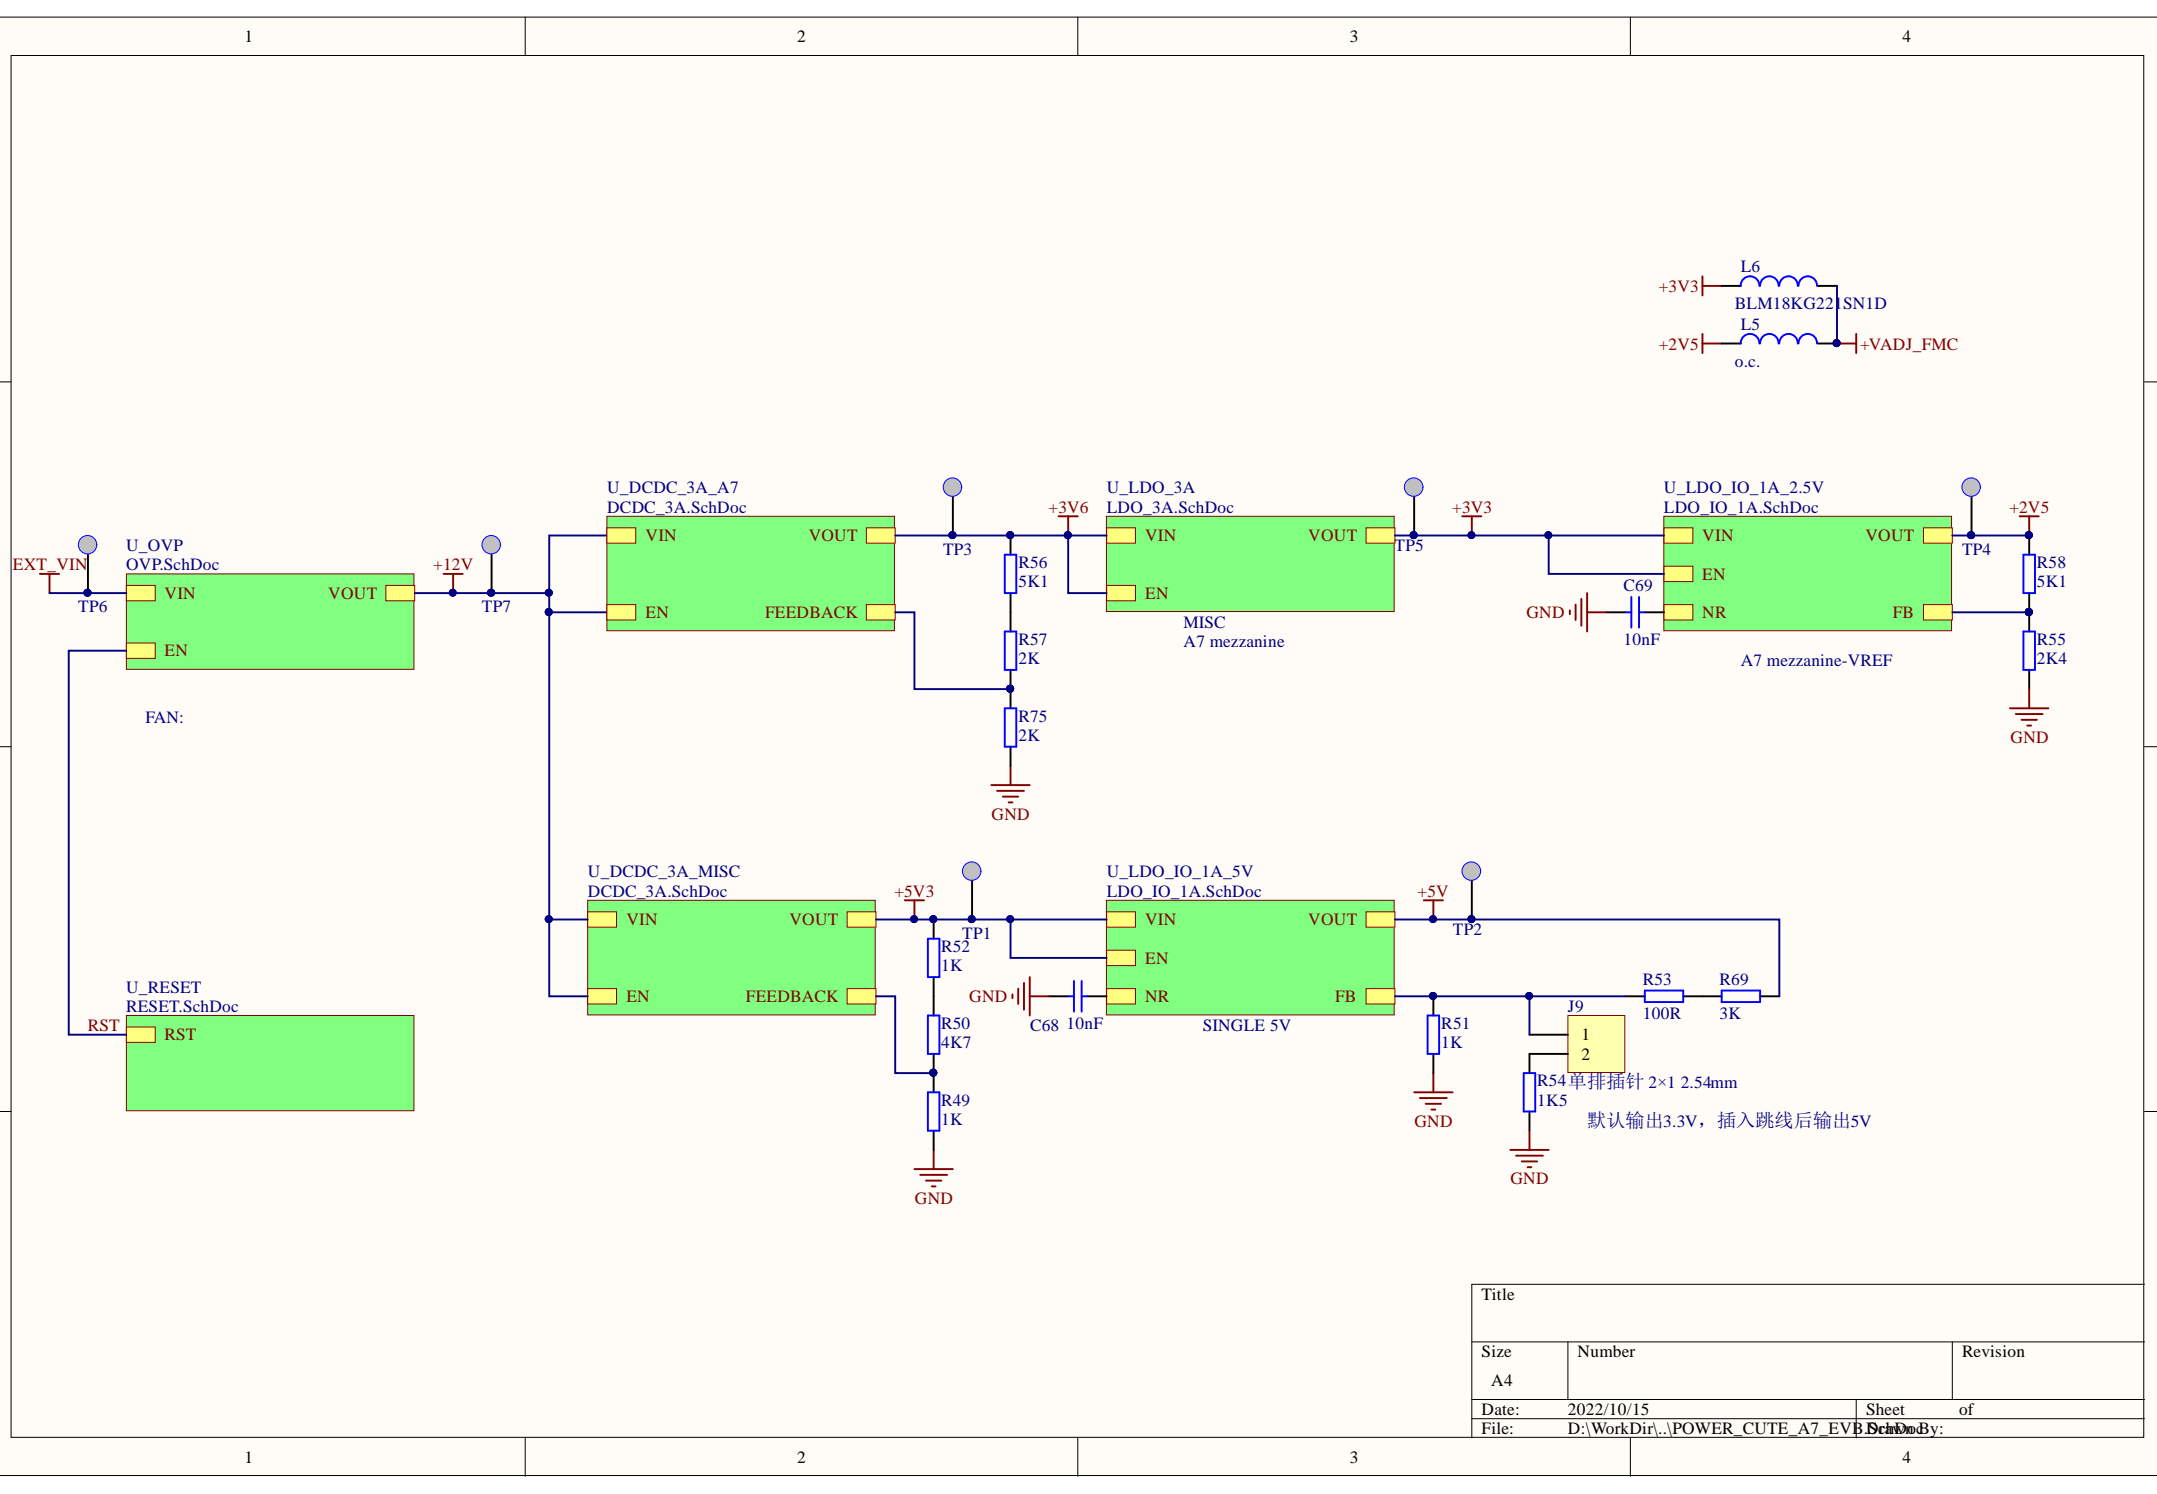 1
2
3
4
L6
+3V3
BLM18KG221SN1D
L5
+2V5
+VADJ_FMC
o.c.
EXT_VIN
TP6
U_OVP
OVP.SchDoc
VIN
VOUT
EN
FAN:
+12V
TP7
U_DCDC_3A_A7
DCDC_3A.SchDoc
VIN
VOUT
EN
FEEDBACK
TP3
R56
5K1
R57
2K
R75
2K
GND
+3V6
U_LDO_3A
LDO_3A.SchDoc
VIN
VOUT
EN
MISC
A7 mezzanine
TP5
+3V3
U_LDO_IO_1A_2.5V
LDO_IO_1A.SchDoc
VIN
VOUT
EN
NR
FB
C69
GND
10nF
A7 mezzanine-VREF
TP4
+2V5
R58
5K1
R55
2K4
GND
U_RESET
RESET.SchDoc
RST
RST
U_DCDC_3A_MISC
DCDC_3A.SchDoc
VIN
VOUT
EN
FEEDBACK
+5V3
TP1
R52
1K
R50
4K7
R49
1K
GND
U_LDO_IO_1A_5V
LDO_IO_1A.SchDoc
VIN
VOUT
EN
NR
FB
GND
C68 10nF
SINGLE 5V
+5V
TP2
R53
100R
R69
3K
R51
1K
GND
J9
1
2
R54
1K5
单排插针 2×1 2.54mm
默认输出3.3V，插入跳线后输出5V
GND
Title
Size
A4
Number
Revision
Date: 2022/10/15
Sheet of
File: D:\WorkDir\..\POWER_CUTE_A7_EVB.SchDoc
Drawn By:
1
2
3
4